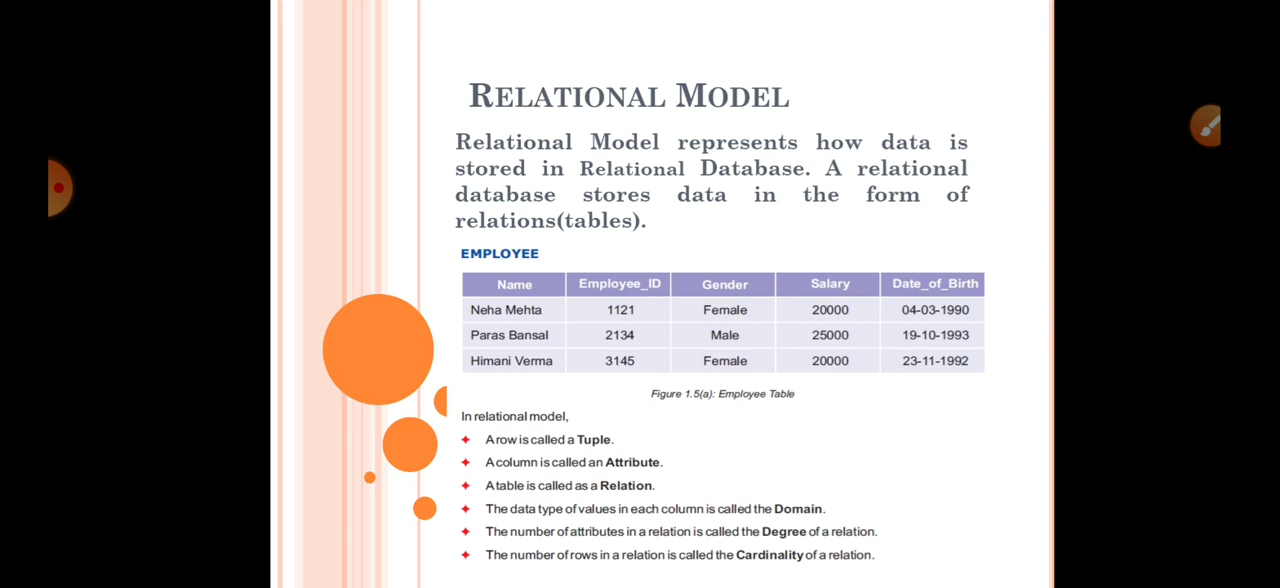 RELATIONAL MODEL
Relational Model represents how data is
stored in Relational Database. A relational
database stores data in the form of
relations(tables).
EMPLOYEE
Name Employee_ID Gender Salary Date_of_Birth
Neha Mehta 1121 Female 20000 04-03-1990
Paras Bansal 2134 Male 25000 19-10-1993
Himani Verma 3145 Female 20000 23-11-1992
Figure 1.5(a): Employee Table
In relational model,
A row is called a Tuple.
A column is called an Attribute.
A table is called as a Relation.
The data type of values in each column is called the Domain.
The number of attributes in a relation is called the Degree of a relation.
The number of rows in a relation is called the Cardinality of a relation.